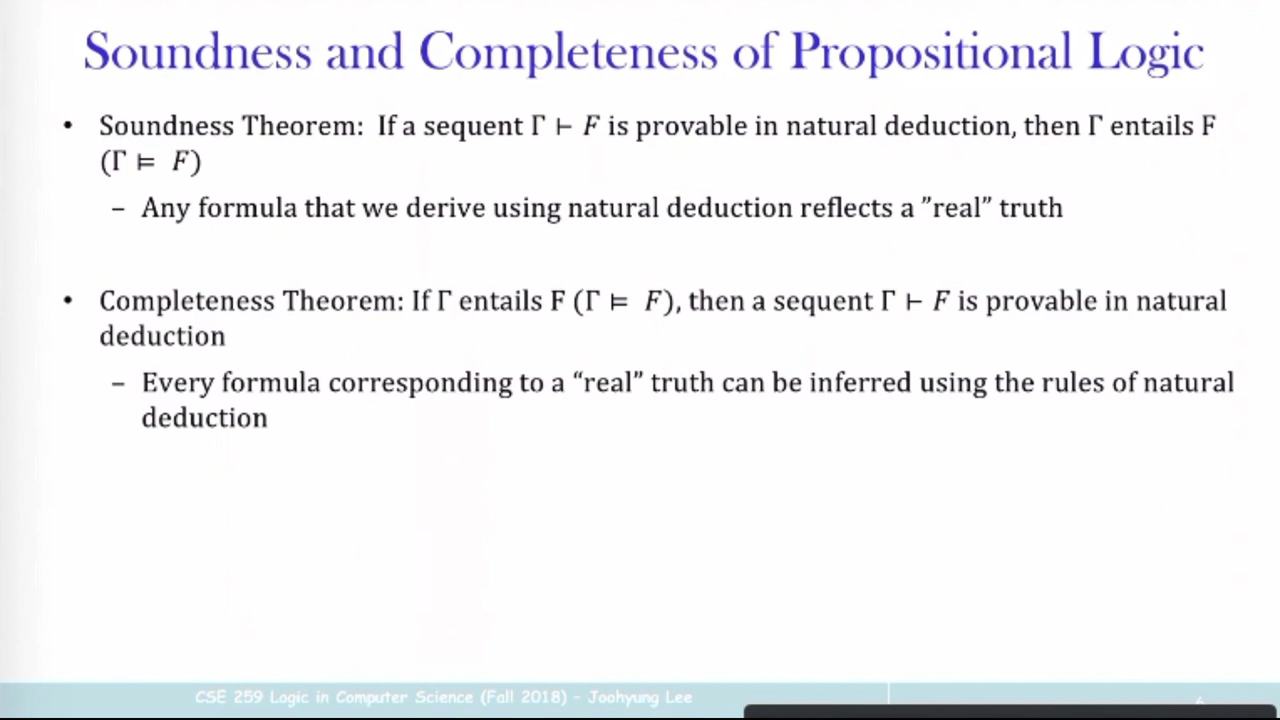 Soundness and Completeness of Propositional Logic
• Soundness Theorem:  If a sequent Γ ⊢ F is provable in natural deduction, then Γ entails F
(Γ ⊨ F)
– Any formula that we derive using natural deduction reflects a ”real” truth
• Completeness Theorem: If Γ entails F (Γ ⊨ F), then a sequent Γ ⊢ F is provable in natural
deduction
– Every formula corresponding to a “real” truth can be inferred using the rules of natural
deduction
CSE 259 Logic in Computer Science (Fall 2018) - Joohyung Lee